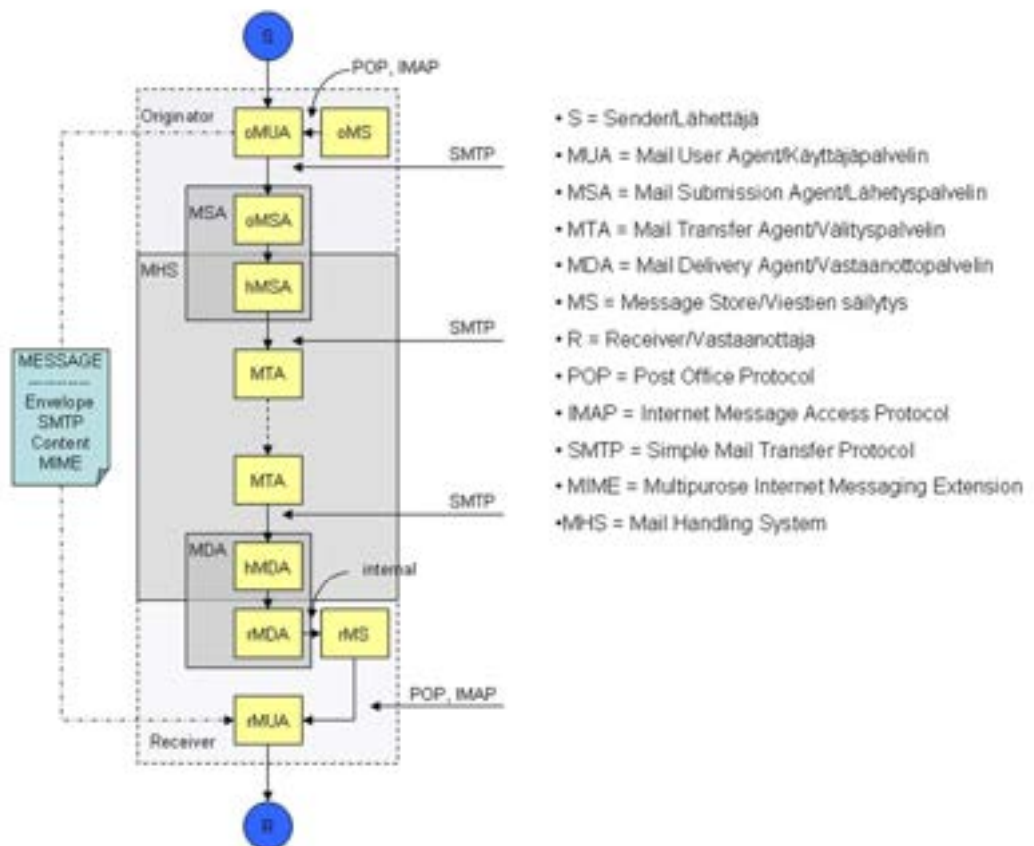 S
POP, IMAP
Originator
oMUA
oMS
SMTP
MSA
oMSA
MHS
hMSA
SMTP
MTA
MESSAGE
------------
Envelope
SMTP
Content
MIME
MTA
SMTP
MDA
hMDA
internal
rMDA
rMS
POP, IMAP
rMUA
Receiver
R
• S = Sender/Lähettäjä
• MUA = Mail User Agent/Käyttäjäpalvelin
• MSA = Mail Submission Agent/Lähetyspalvelin
• MTA = Mail Transfer Agent/Välityspalvelin
• MDA = Mail Delivery Agent/Vastaanottopalvelin
• MS = Message Store/Viestien säilytys
• R = Receiver/Vastaanottaja
• POP = Post Office Protocol
• IMAP = Internet Message Access Protocol
• SMTP = Simple Mail Transfer Protocol
• MIME = Multipurose Internet Messaging Extension
•MHS = Mail Handling System